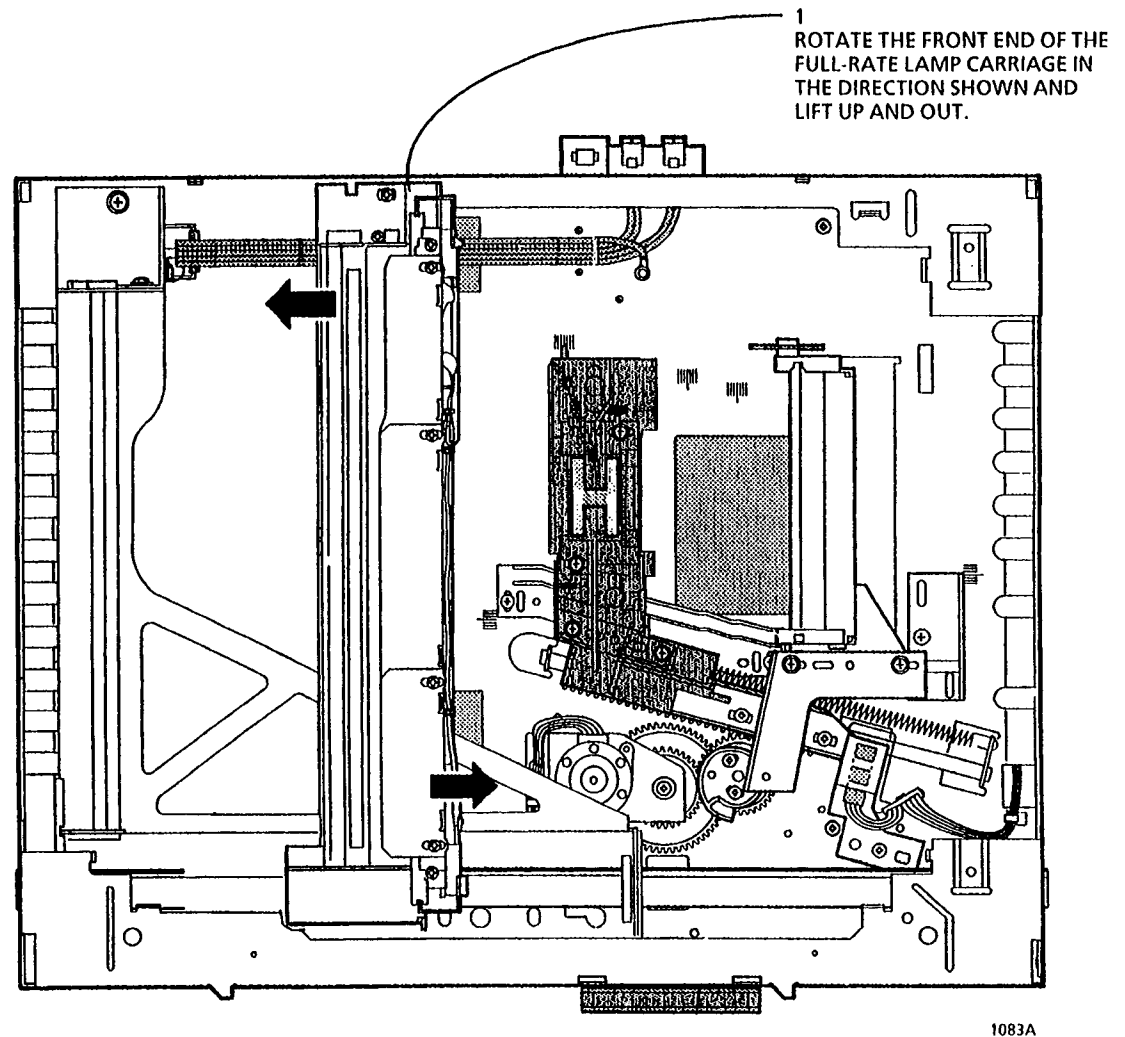 1
ROTATE THE FRONT END OF THE
FULL-RATE LAMP CARRIAGE IN
THE DIRECTION SHOWN AND
LIFT UP AND OUT.
H
1083A